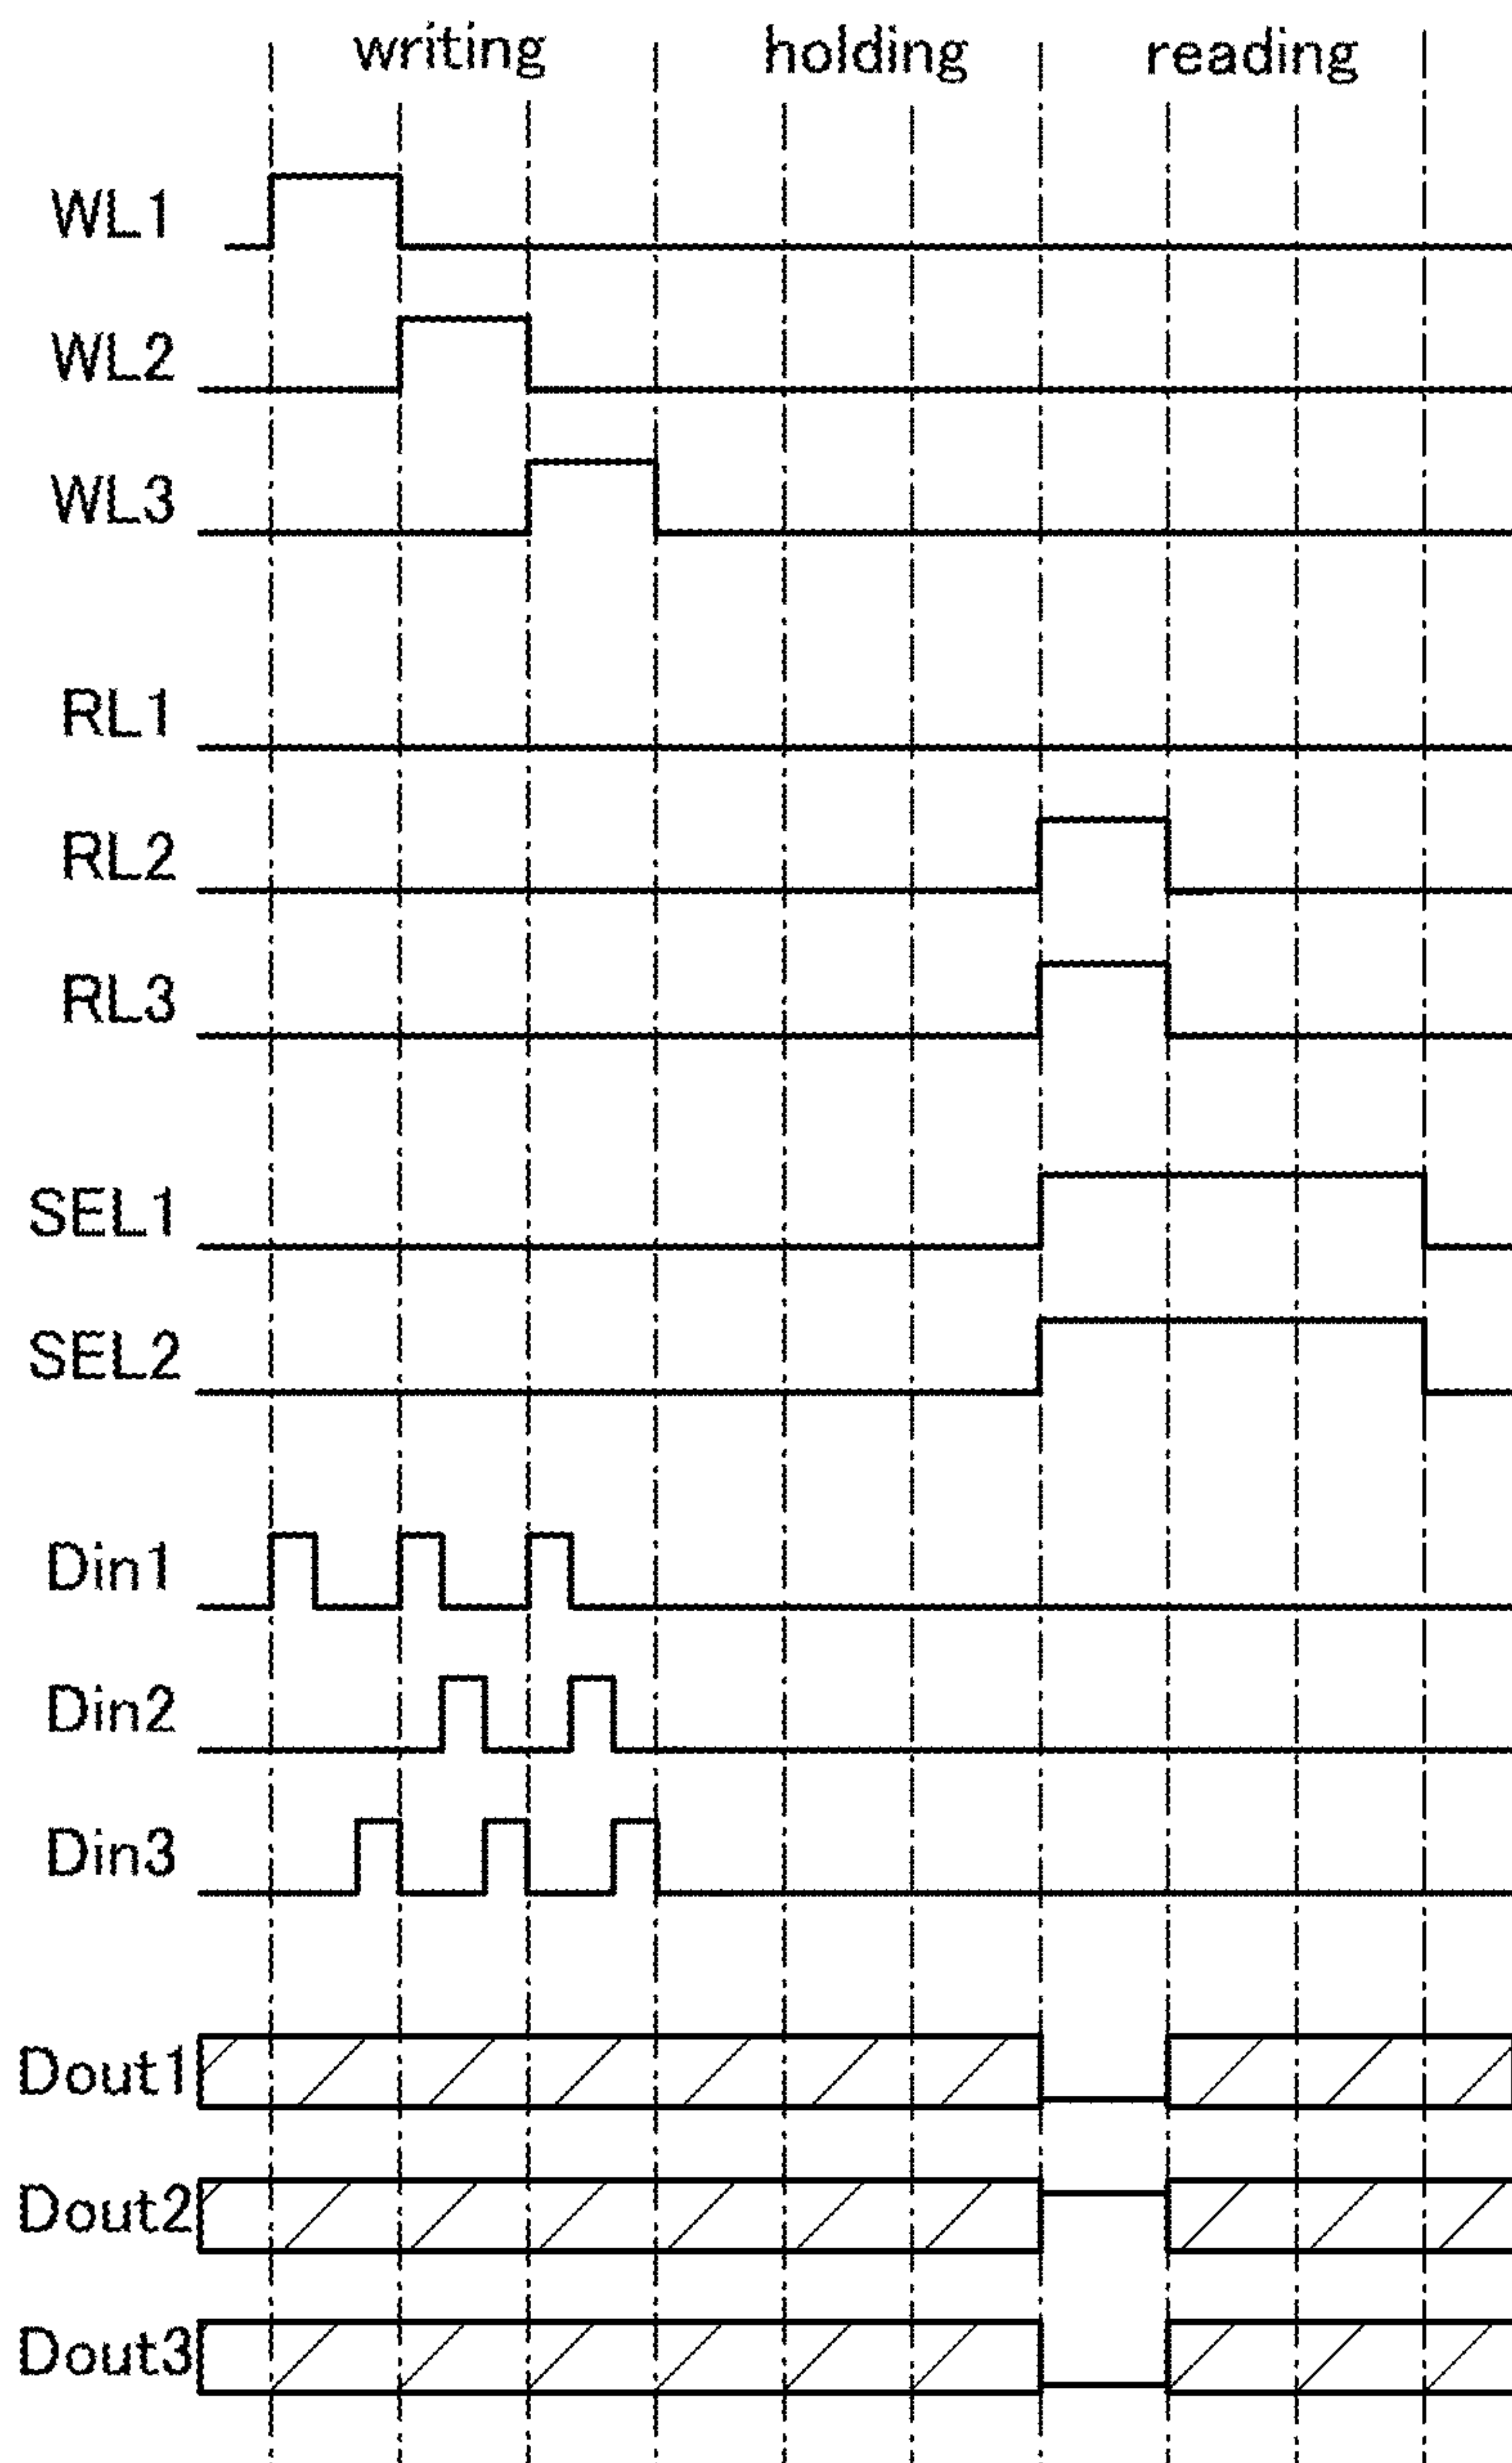 writing holding reading
WL1
WL2
WL3
RL1
RL2
RL3
SEL1
SEL2
Din1
Din2
Din3
Dout1
Dout2
Dout3